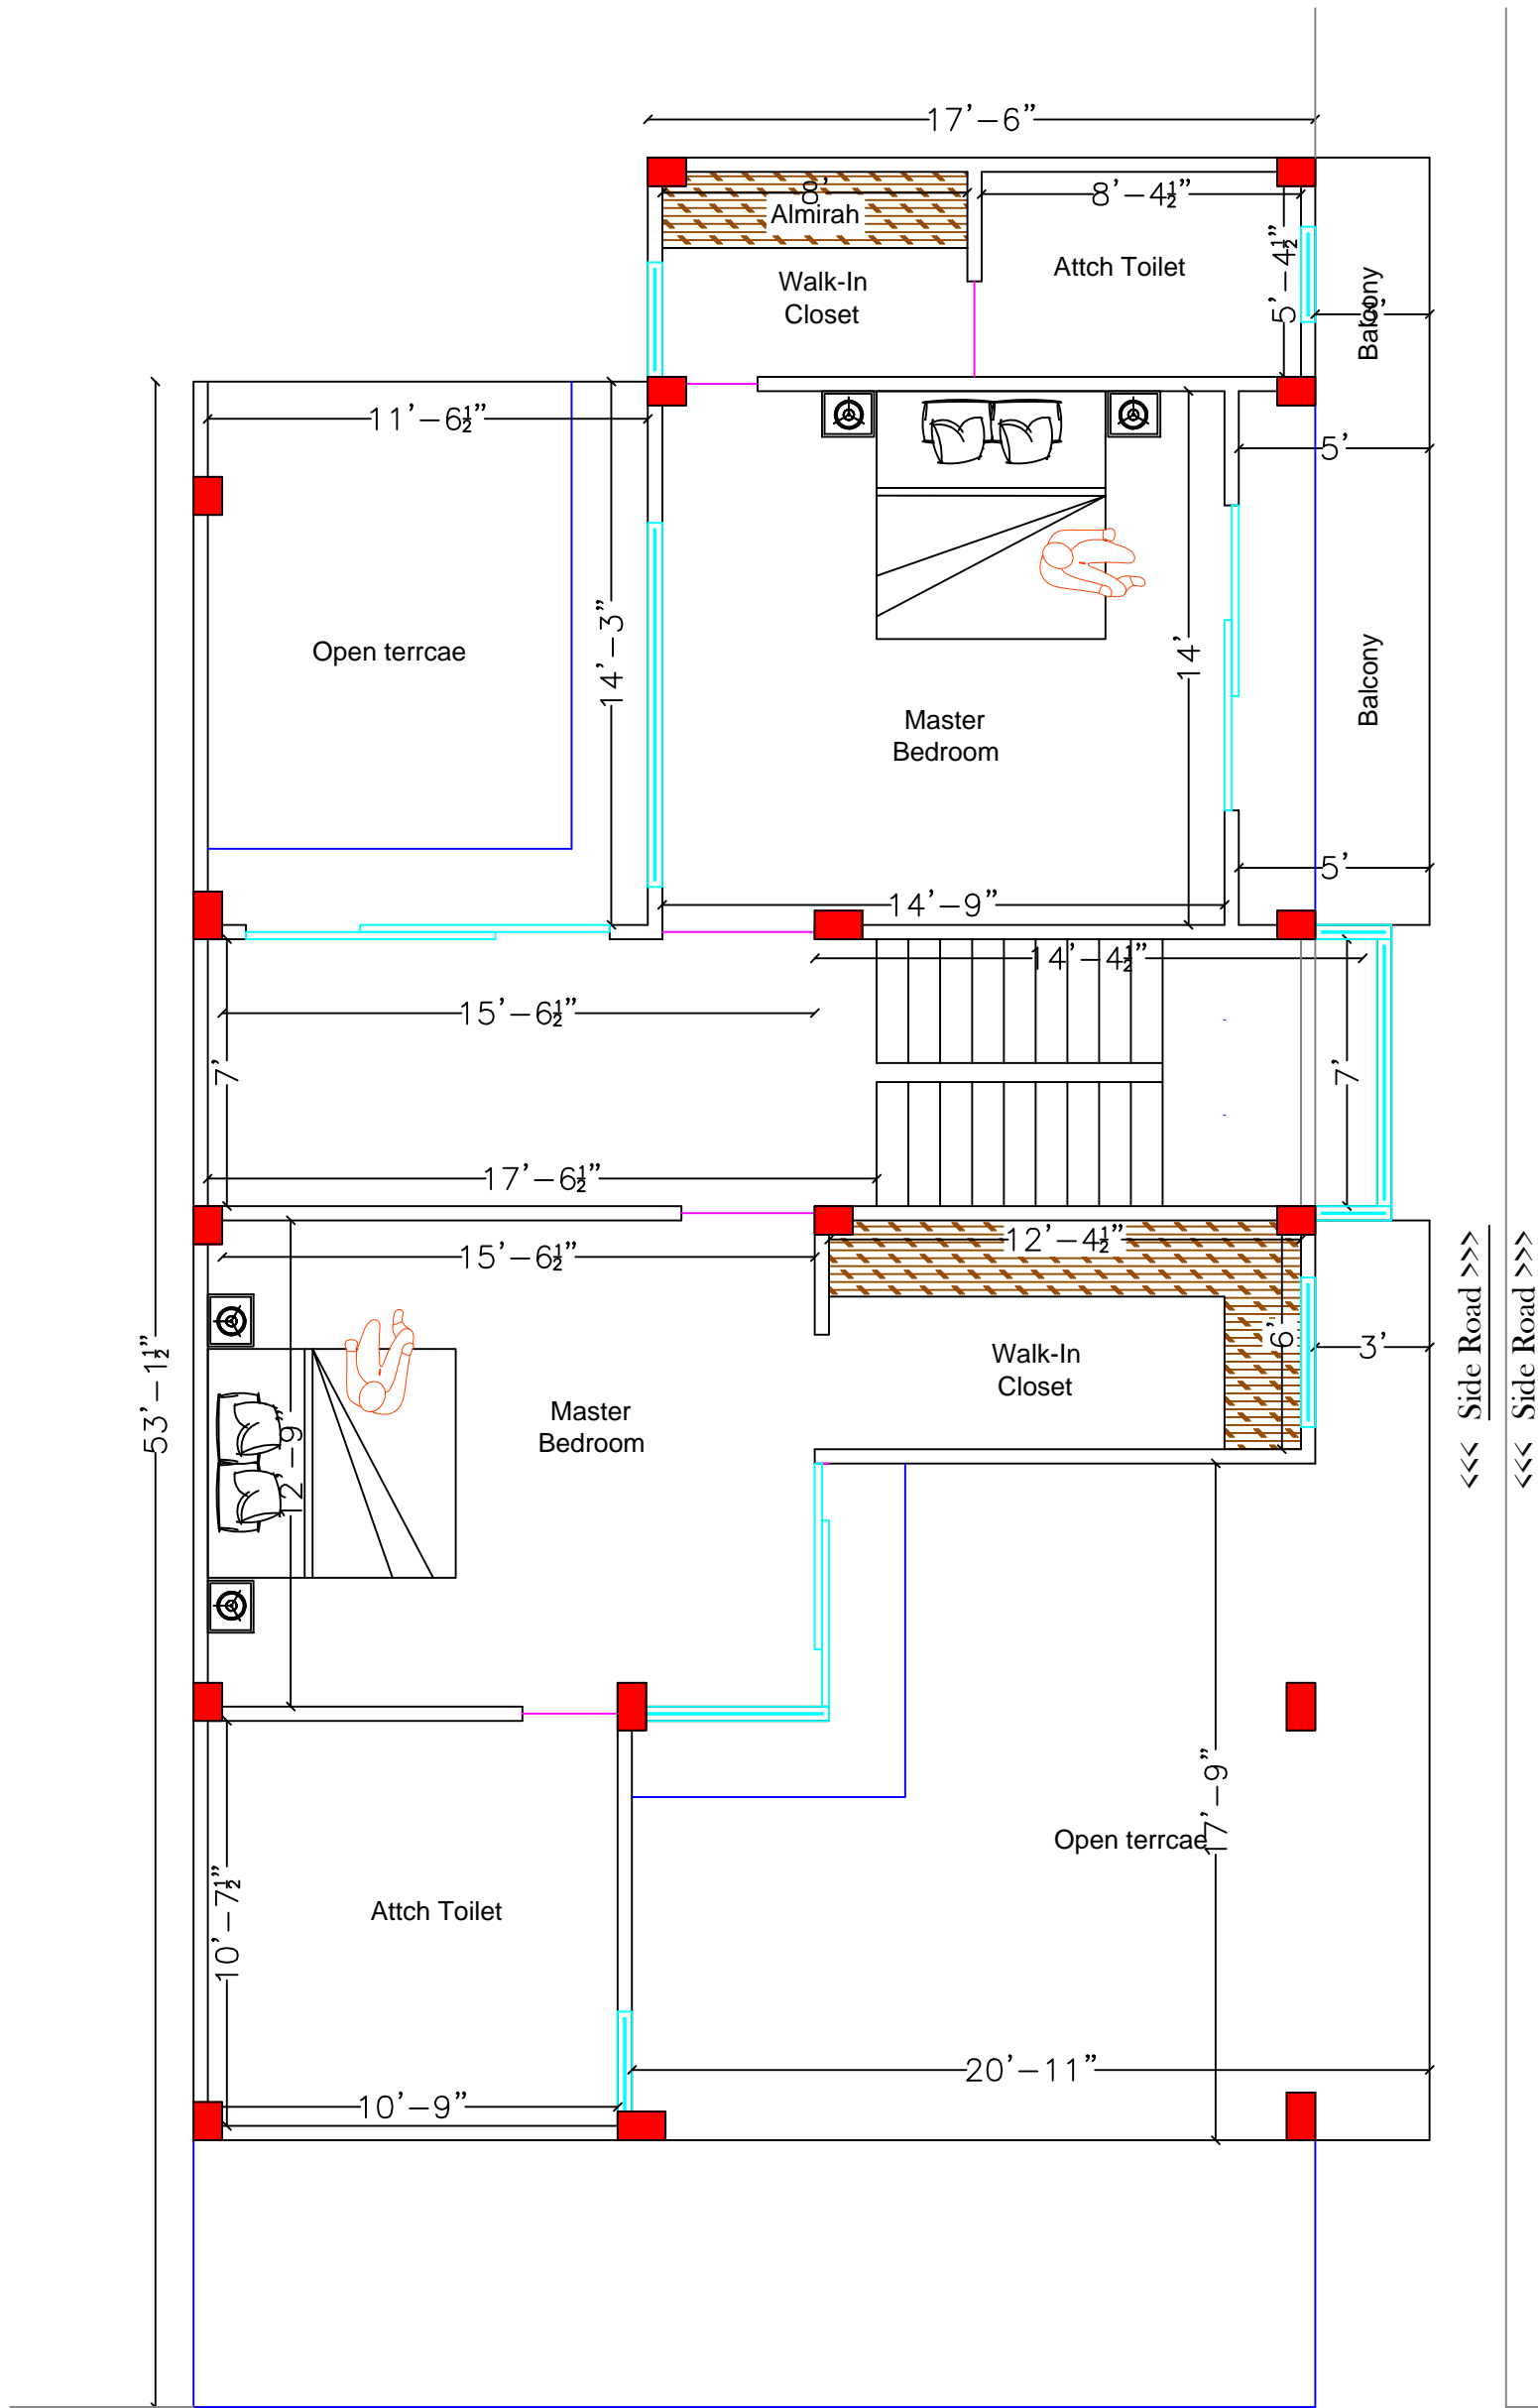 17'-6"
8'
Almirah
8'-4½"
5'-4½"
Walk-In
Closet
Attch Toilet
Balcony
11'-6½"
5'
14'-3"
Open terrcae
14'
Balcony
Master
Bedroom
5'
14'-9"
14'-4½"
15'-6½"
7'
7'
17'-6½"
12'-4½"
15'-6½"
6'
3'
Walk-In
Closet
<<< Side Road >>>
<<< Side Road >>>
53'-1½"
Master
Bedroom
12'-9"
17'-9"
Open terrcae
Attch Toilet
10'-7½"
20'-11"
10'-9"